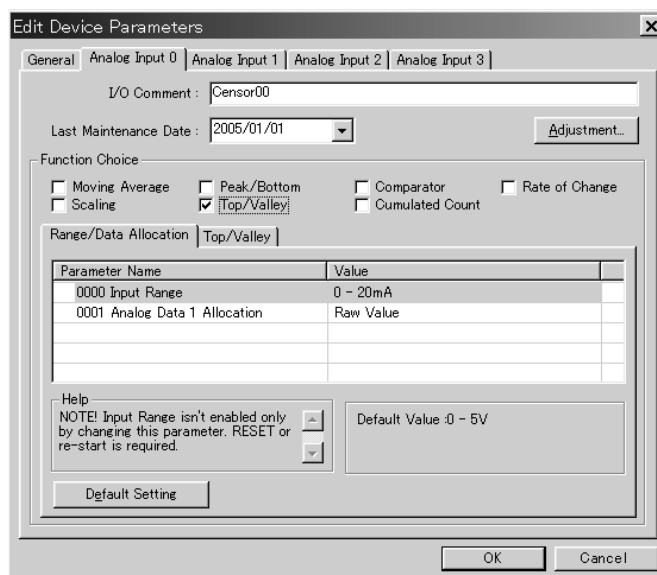 Edit Device Parameters
General Analog Input 0 Analog Input 1 Analog Input 2 Analog Input 3
I/O Comment : Censor00
Last Maintenance Date : 2005/01/01 Adjustment...
Function Choice
Moving Average Peak/Bottom Comparator Rate of Change
Scaling Top/Valley Cumulated Count
Range/Data Allocation Top/Valley
Parameter Name Value
0000 Input Range 0 - 20mA
0001 Analog Data 1 Allocation Raw Value
Help
NOTE! Input Range isn't enabled only
by changing this parameter. RESET or
re-start is required.
Default Value :0 - 5V
Default Setting
OK Cancel